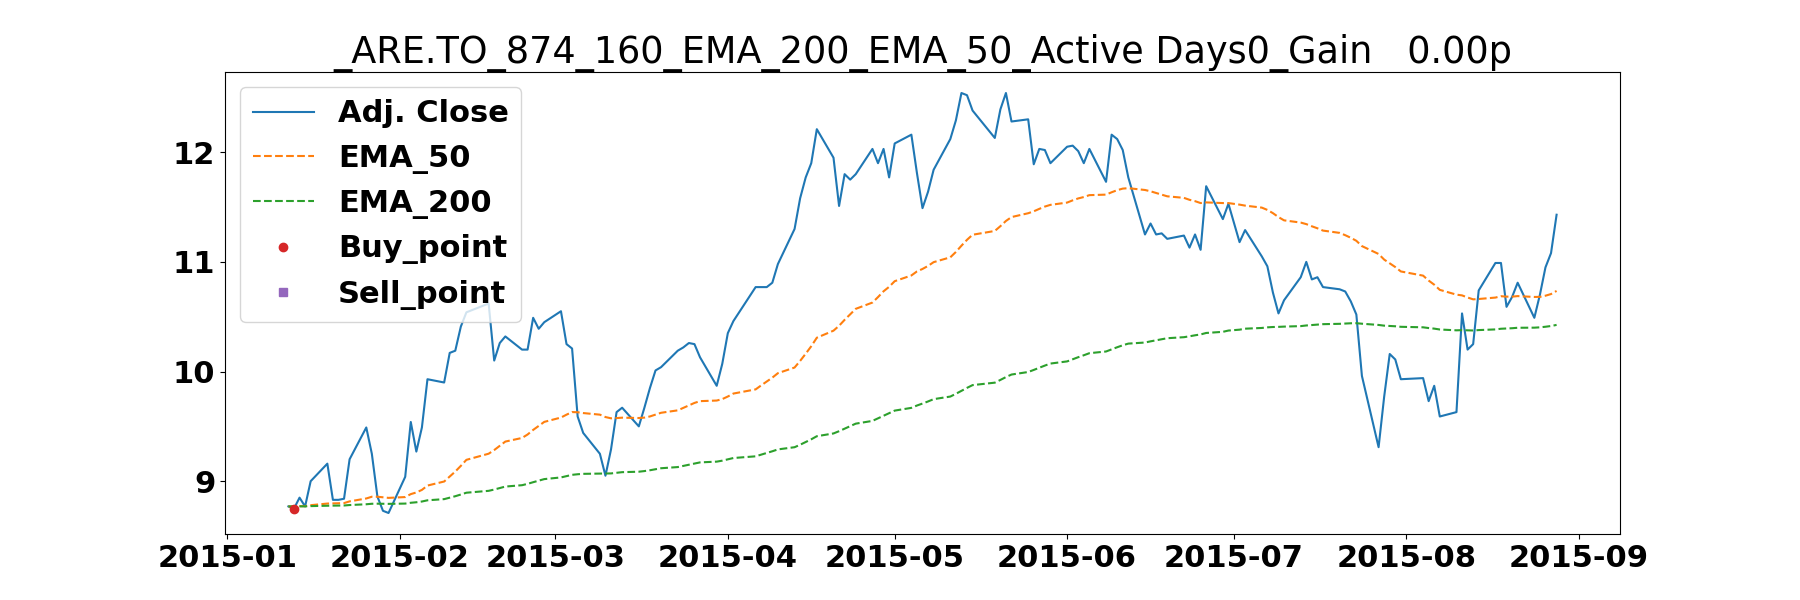 _ARE.TO_874_160_EMA_200_EMA_50_Active Days0_Gain   0.00p
Adj. Close
EMA_50
EMA_200
Buy_point
Sell_point
12
11
10
9
2015-01 2015-02 2015-03 2015-04 2015-05 2015-06 2015-07 2015-08 2015-09